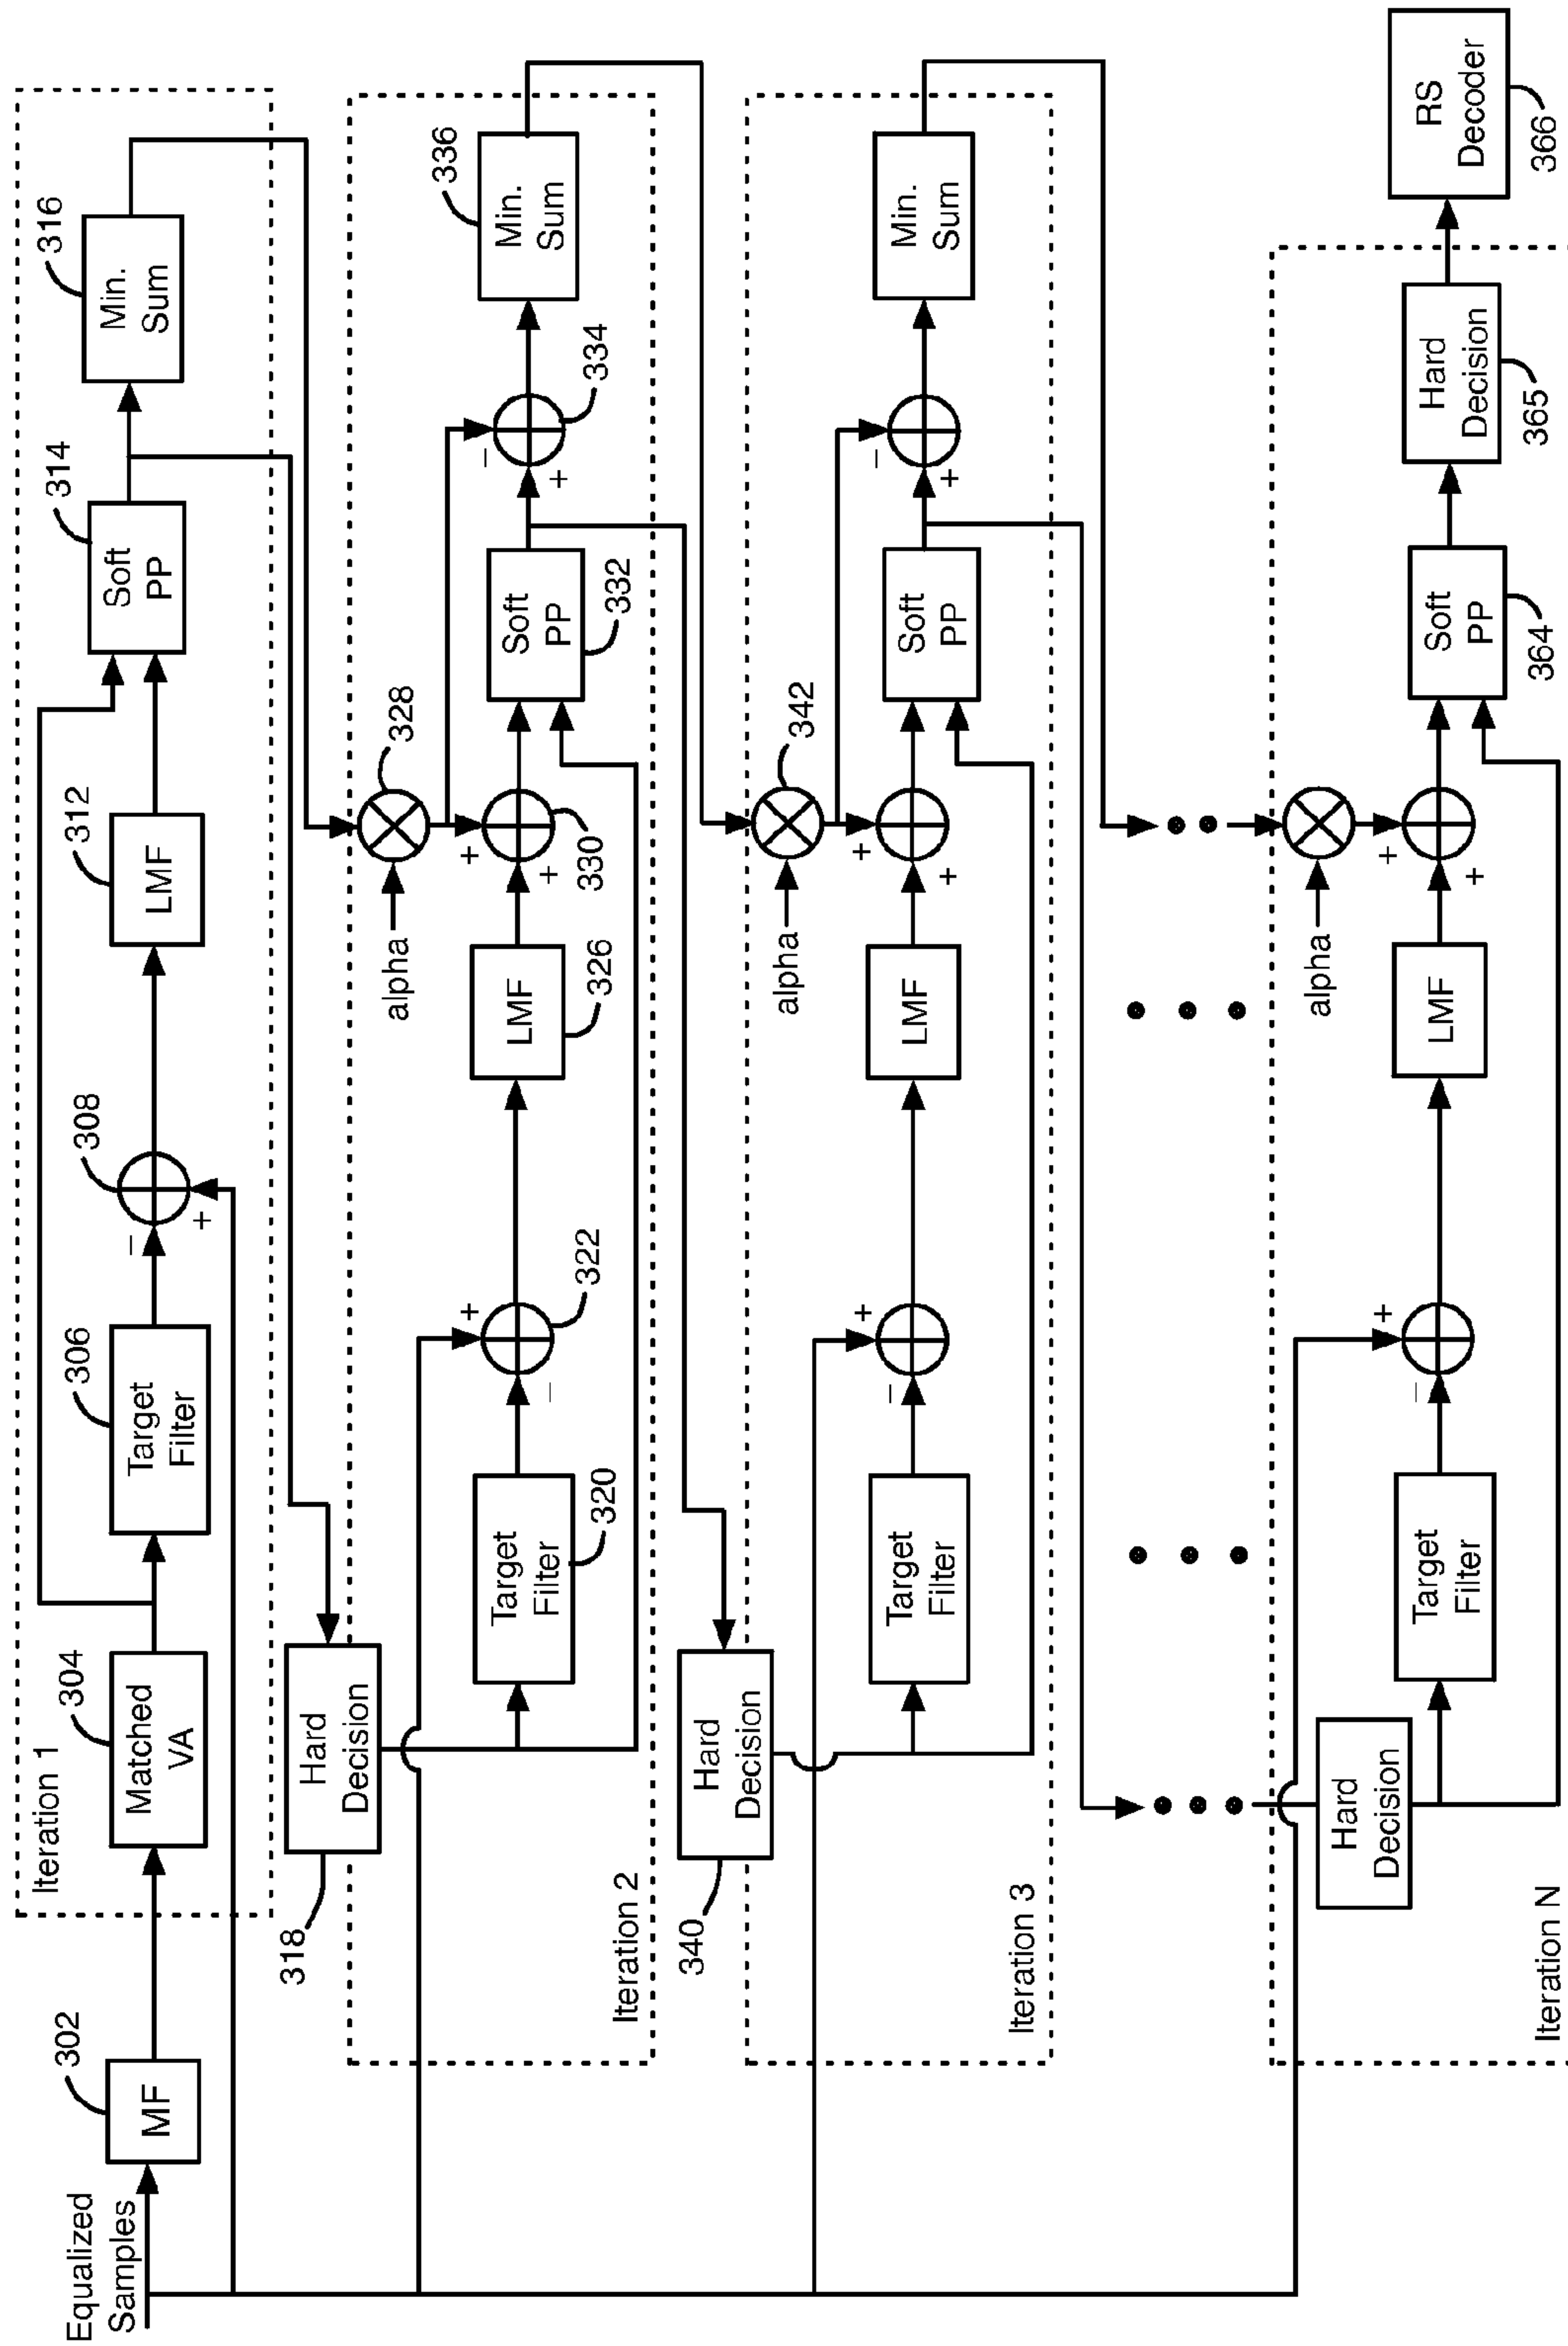 Equalized
Samples
302
MF
Iteration 1
304
Matched
VA
306
Target
Filter
−
308
+
312
LMF
314
Soft
PP
316
Min.
Sum
318
Hard
Decision
Iteration 2
Target
Filter
320
−
+
322
LMF
326
alpha
328
+
+
330
Soft
PP
332
−
+
334
336
Min.
Sum
340
Hard
Decision
Iteration 3
Target
Filter
−
+
LMF
alpha
342
+
+
Soft
PP
−
+
Min.
Sum
Iteration N
Hard
Decision
Target
Filter
−
+
LMF
alpha
+
+
Soft
PP
364
Hard
Decision
365
RS
Decoder
366